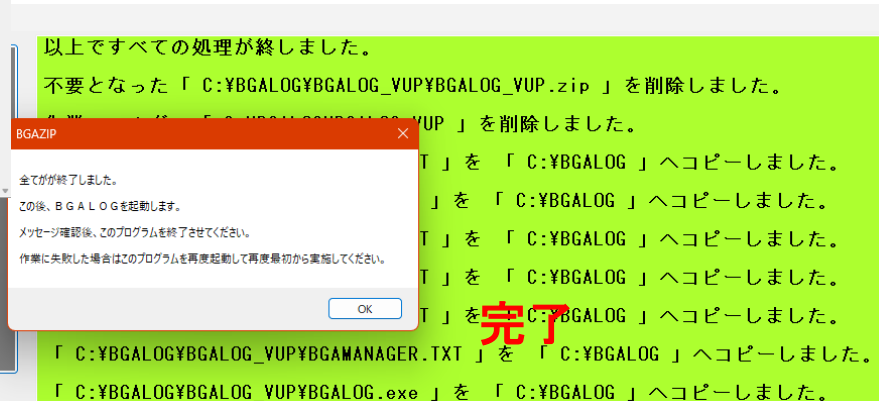 以上ですべての処理が終しました。
不要となった「 C:¥BGALOG¥BGALOG_VUP¥BGALOG_VUP.zip 」を削除しました。
VUP 」を削除しました。
BGAZIP
T 」を 「 C:¥BGALOG 」へコピーしました。
全てがが終了しました。
」を 「 C:¥BGALOG 」へコピーしました。
この後、ＢＧＡＬＯＧを起動します。
メッセージ確認後、このプログラムを終了させてください。
T 」を 「 C:¥BGALOG 」へコピーしました。
作業に失敗した場合はこのプログラムを再度起動して再度最初から実施してください。
T 」を 「 C:¥BGALOG 」へコピーしました。
OK
T 」を 「 C:¥BGALOG 」へコピーしました。
完了
「 C:¥BGALOG¥BGALOG_VUP¥BGAMANAGER.TXT 」を 「 C:¥BGALOG 」へコピーしました。
「 C:¥BGALOG¥BGALOG_VUP¥BGALOG.exe 」を 「 C:¥BGALOG 」へコピーしました。